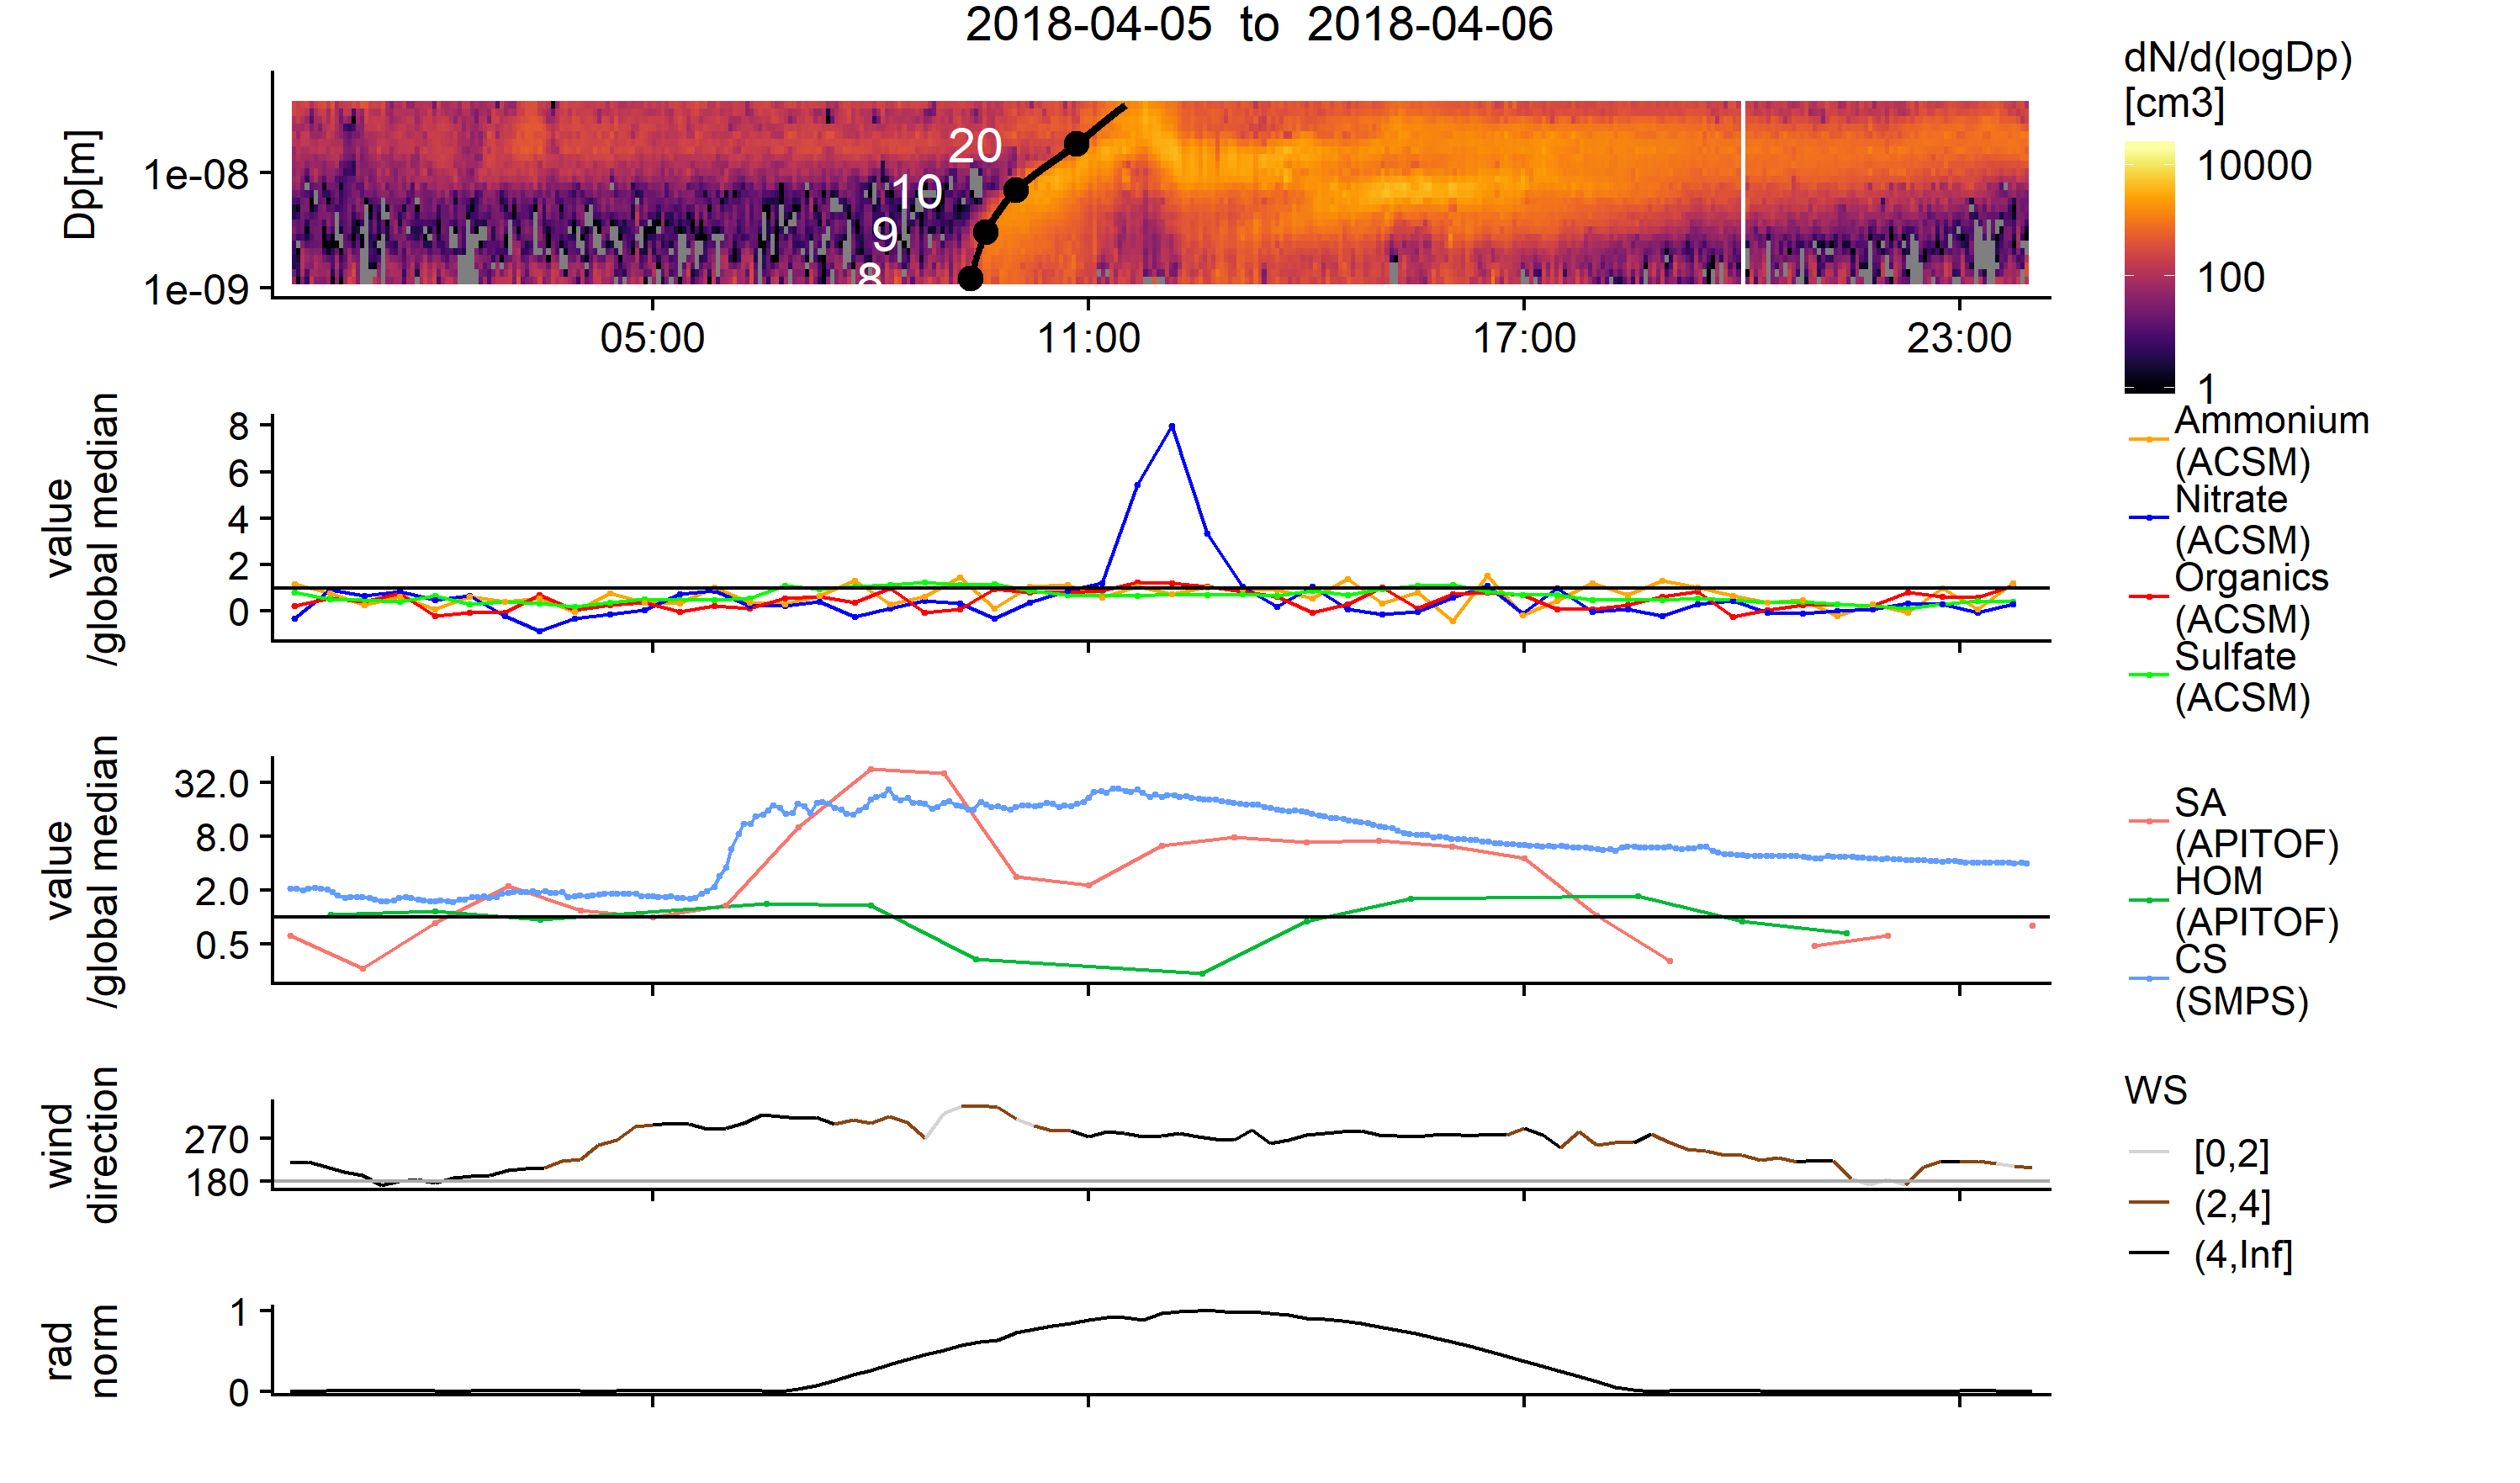 2018-04-05 to 2018-04-06
Dp[m]
1e-08
1e-09
20
10
9
8
05:00
11:00
17:00
23:00
dN/d(logDp)
[cm3]
10000
100
1
value
/global median
8
6
4
2
0
Ammonium
(ACSM)
Nitrate
(ACSM)
Organics
(ACSM)
Sulfate
(ACSM)
value
/global median
32.0
8.0
2.0
0.5
SA
(APITOF)
HOM
(APITOF)
CS
(SMPS)
wind
direction
270
180
WS
[0,2]
(2,4]
(4,Inf]
rad
norm
1
0